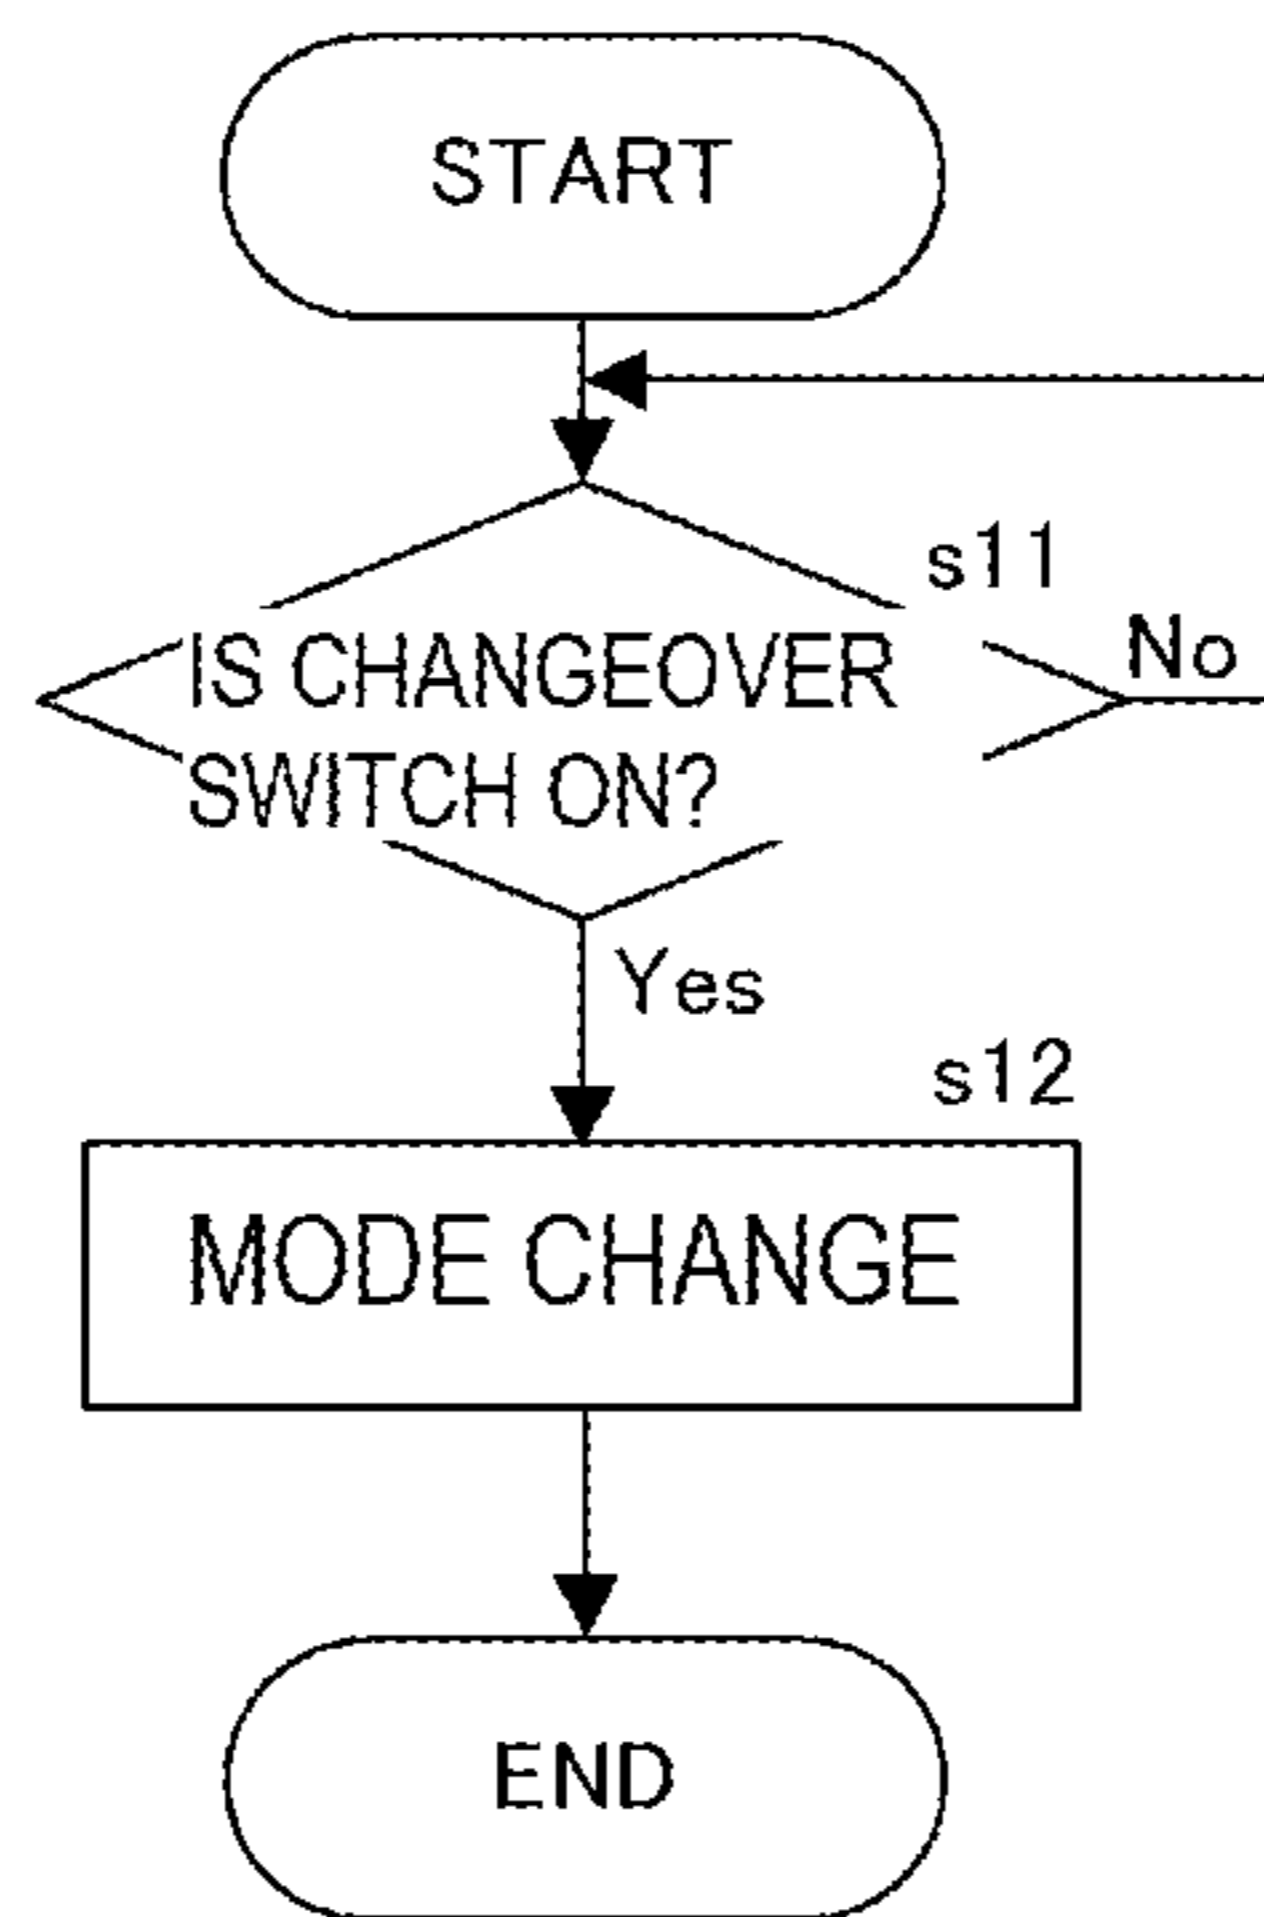 START
s11
IS CHANGEOVER
No
SWITCH ON?
Yes
s12
MODE CHANGE
END